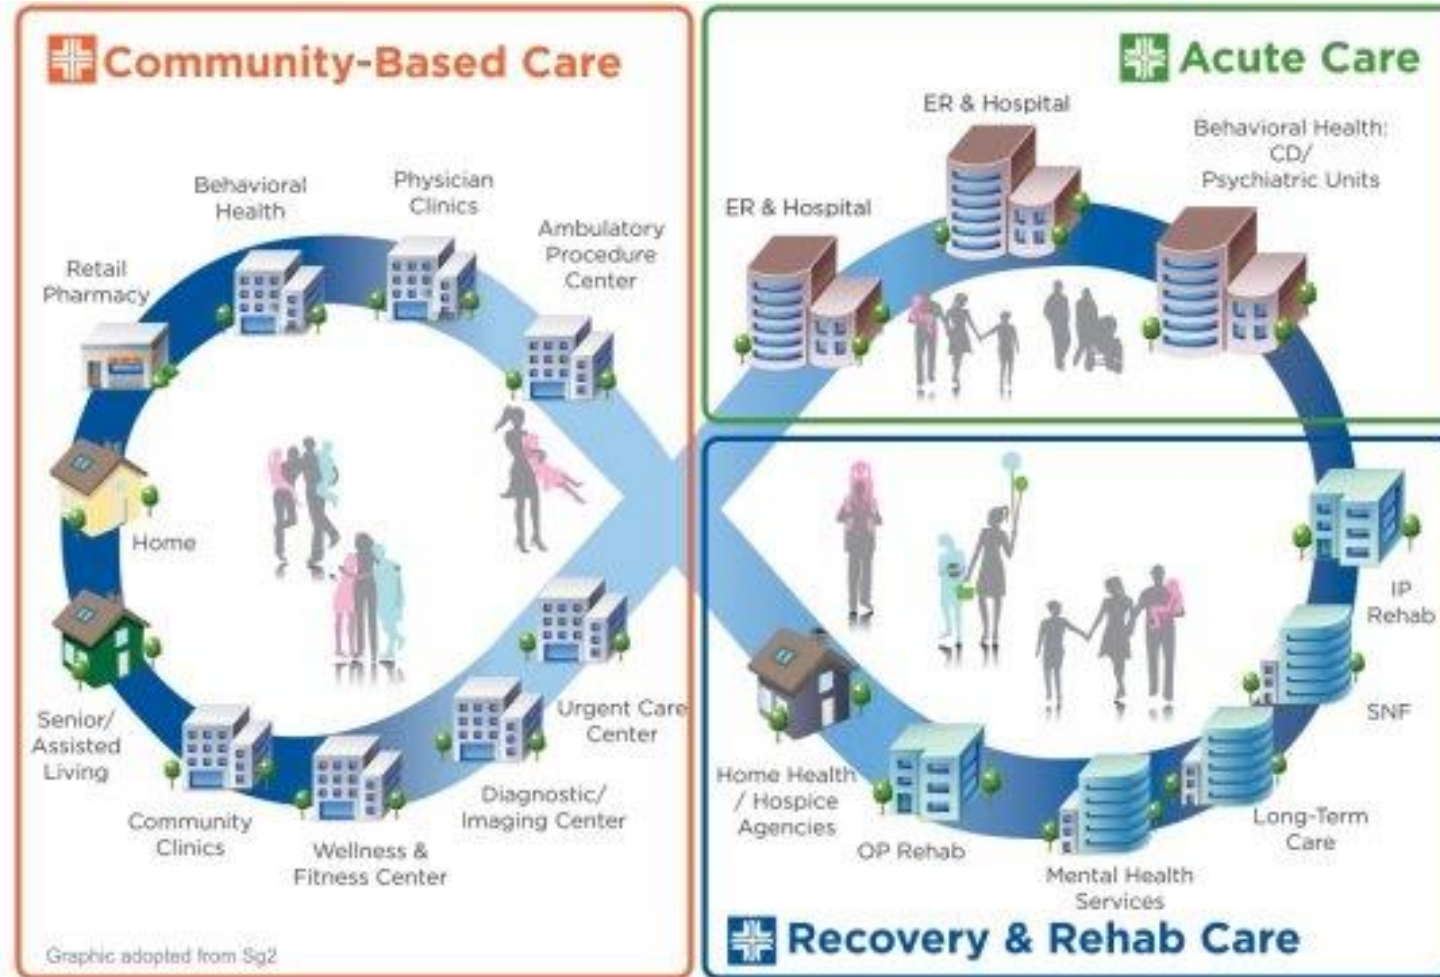 Community-Based Care
Behavioral
Health
Physician
Clinics
Ambulatory
Procedure
Center
Retail
Pharmacy
Home
Senior/
Assisted
Living
Community
Clinics
Wellness &
Fitness Center
Diagnostic/
Imaging Center
Urgent Care
Center
Graphic adopted from Sg2
Acute Care
ER & Hospital
ER & Hospital
Behavioral Health:
CD/
Psychiatric Units
IP
Rehab
SNF
Long-Term
Care
Mental Health
Services
OP Rehab
Home Health
/ Hospice
Agencies
Recovery & Rehab Care